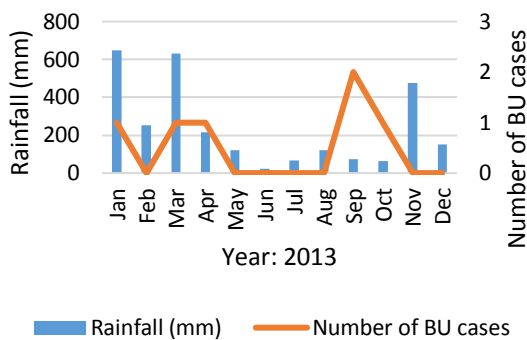 800
600
400
200
0
Rainfall (mm)
3
2
1
0
Number of BU cases
Jan
Feb
Mar
Apr
May
Jun
Jul
Aug
Sep
Oct
Nov
Dec
Year: 2013
Rainfall (mm)
Number of BU cases